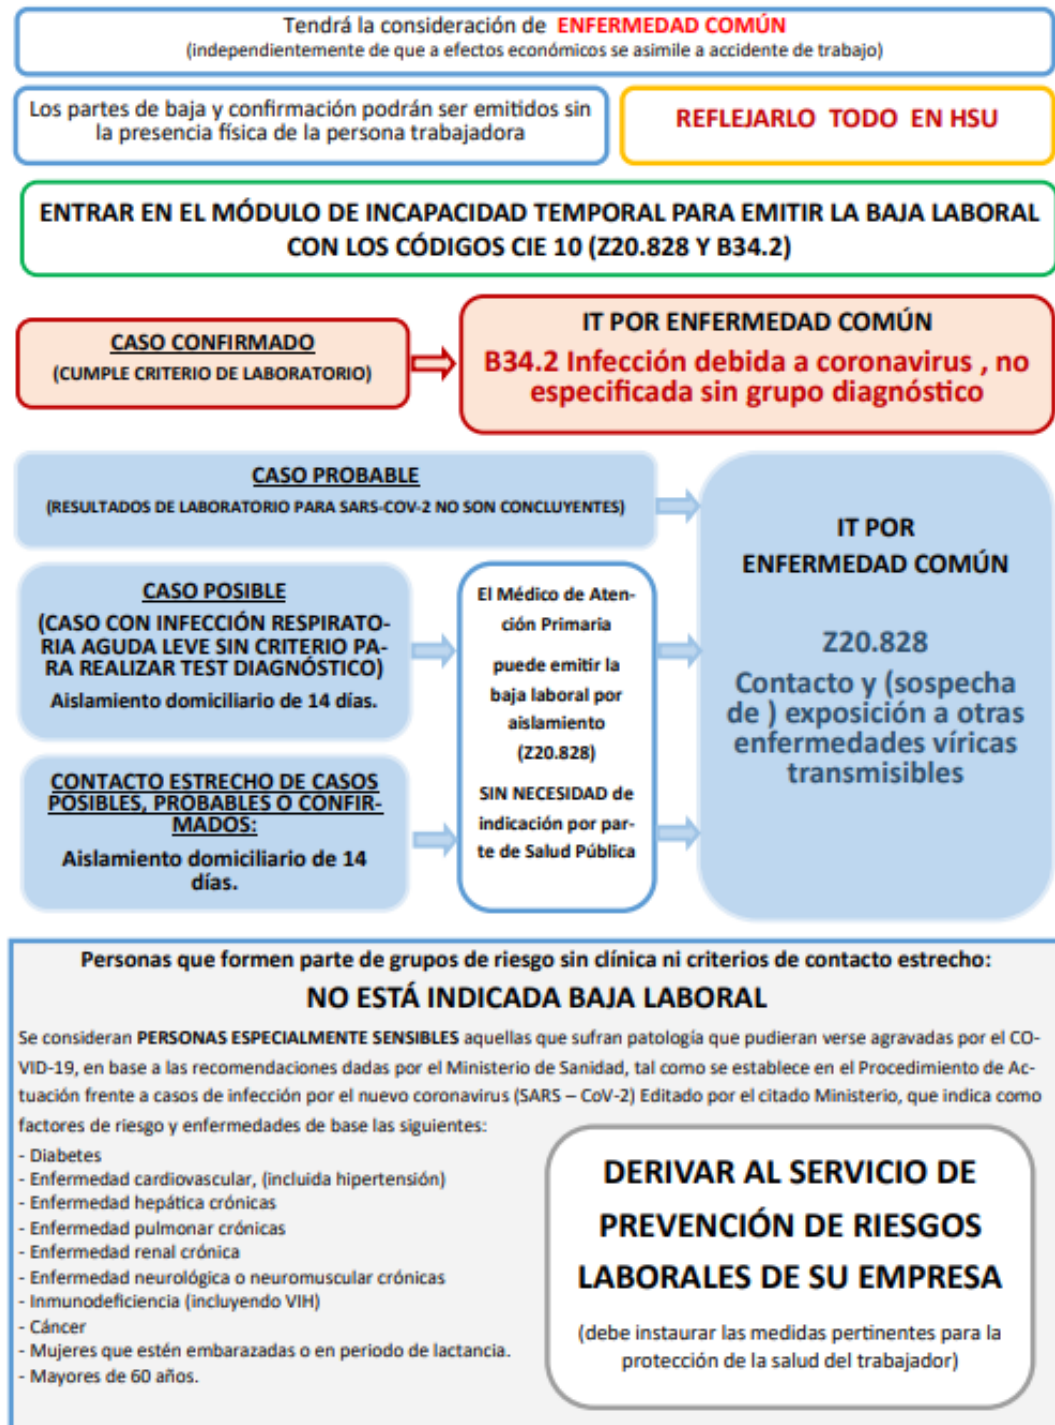 Tendrá la consideración de ENFERMEDAD COMÚN
(independientemente de que a efectos económicos se asimile a accidente de trabajo)
Los partes de baja y confirmación podrán ser emitidos sin
la presencia física de la persona trabajadora
REFLEJARLO TODO EN HSU
ENTRAR EN EL MÓDULO DE INCAPACIDAD TEMPORAL PARA EMITIR LA BAJA LABORAL
CON LOS CÓDIGOS CIE 10 (Z20.828 Y B34.2)
CASO CONFIRMADO
(CUMPLE CRITERIO DE LABORATORIO)
IT POR ENFERMEDAD COMÚN
B34.2 Infección debida a coronavirus , no
especificada sin grupo diagnóstico
CASO PROBABLE
(RESULTADOS DE LABORATORIO PARA SARS-COV-2 NO SON CONCLUYENTES)
CASO POSIBLE
(CASO CON INFECCIÓN RESPIRATO-
RIA AGUDA LEVE SIN CRITERIO PA-
RA REALIZAR TEST DIAGNÓSTICO)
Aislamiento domiciliario de 14 días.
CONTACTO ESTRECHO DE CASOS
POSIBLES, PROBABLES O CONFIR-
MADOS:
Aislamiento domiciliario de 14
días.
El Médico de Aten-
ción Primaria
puede emitir la
baja laboral por
aislamiento
(Z20.828)
SIN NECESIDAD de
indicación por par-
te de Salud Pública
IT POR
ENFERMEDAD COMÚN
Z20.828
Contacto y (sospecha
de ) exposición a otras
enfermedades víricas
transmisibles
Personas que formen parte de grupos de riesgo sin clínica ni criterios de contacto estrecho:
NO ESTÁ INDICADA BAJA LABORAL
Se consideran PERSONAS ESPECIALMENTE SENSIBLES aquellas que sufran patología que pudieran verse agravadas por el CO-
VID-19, en base a las recomendaciones dadas por el Ministerio de Sanidad, tal como se establece en el Procedimiento de Ac-
tuación frente a casos de infección por el nuevo coronavirus (SARS – CoV-2) Editado por el citado Ministerio, que indica como
factores de riesgo y enfermedades de base las siguientes:
- Diabetes
- Enfermedad cardiovascular, (incluida hipertensión)
- Enfermedad hepática crónicas
- Enfermedad pulmonar crónicas
- Enfermedad renal crónica
- Enfermedad neurológica o neuromuscular crónicas
- Inmunodeficiencia (incluyendo VIH)
- Cáncer
- Mujeres que estén embarazadas o en periodo de lactancia.
- Mayores de 60 años.
DERIVAR AL SERVICIO DE
PREVENCIÓN DE RIESGOS
LABORALES DE SU EMPRESA
(debe instaurar las medidas pertinentes para la
protección de la salud del trabajador)